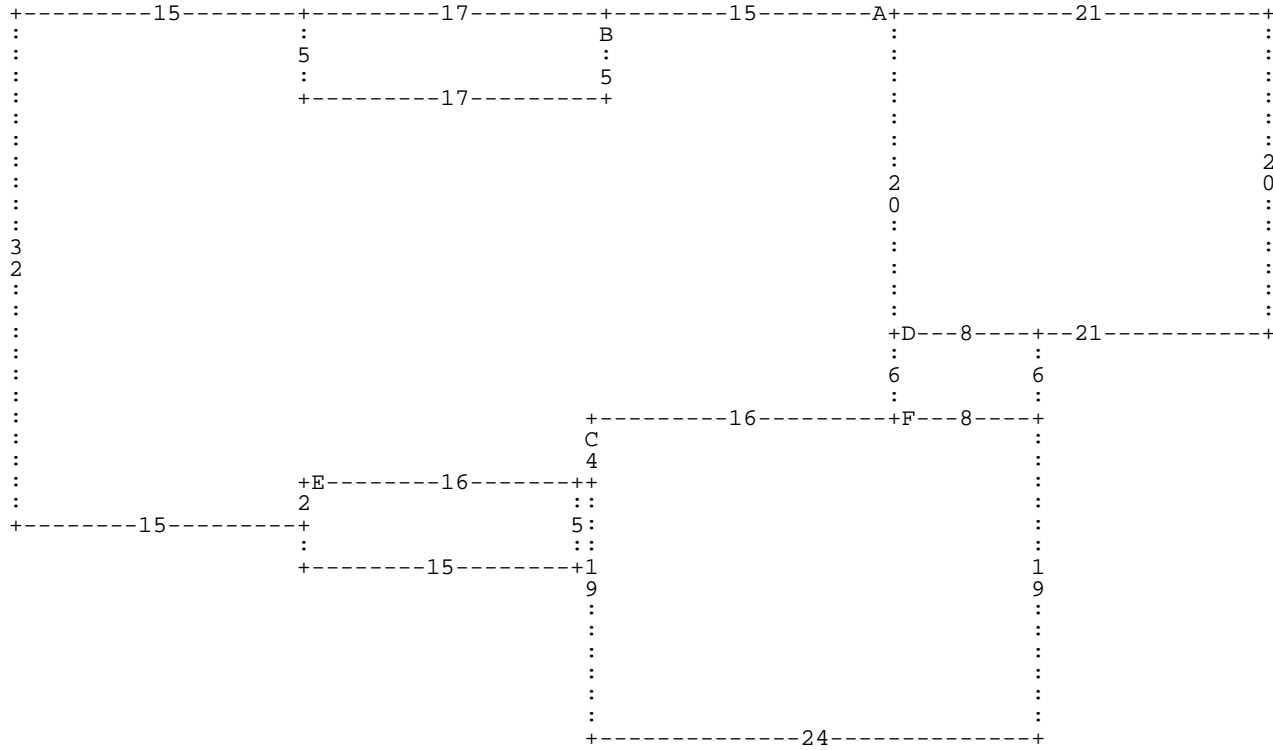 +--------15--------+---------17---------+--------15--------A+-----------21-----------+
:                  :                    B                   :                        :
:                  5                    :                   :                        :
:                  :                    5                   :                        :
:                  +---------17---------+                   :                        :
:                                                           :                        :
:                                                           :                        :
:                                                           :                        2
:                                                           2                        0
:                                                           0                        :
:                                                           :                        :
3                                                           :                        :
2                                                           :                        :
:                                                           :                        :
:                                                           :                        :
:                                                           +D---8----+--21-----------+
:                                                           :         :
:                                                           6         6
:                                                           :         :
:                                      +---------16---------+F---8----+
:                                      C                              :
:                                      4                              :
:                  +E--------16-------++                              :
:                  2                  ::                              :
+--------15--------+                  5:                              :
                   :                  ::                              :
                   +--------15--------+1                              1
                                       9                              9
                                       :                              :
                                       :                              :
                                       :                              :
                                       :                              :
                                       :                              :
                                       :                              :
                                       +--------------24--------------+